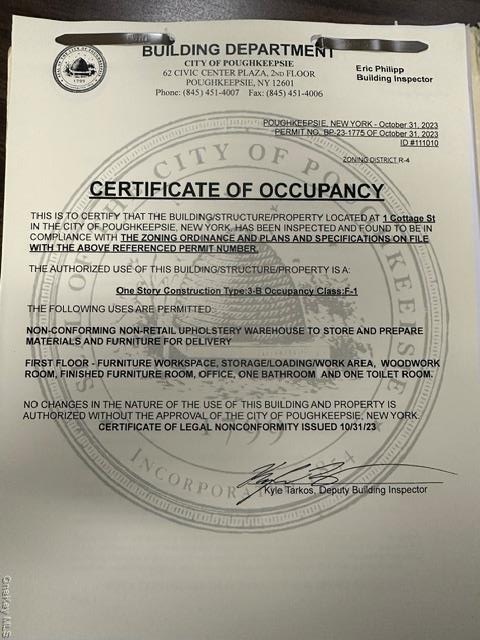 BUILDING DEPARTMENT
CITY OF POUGHKEEPSIE
62 CIVIC CENTER PLAZA, 2ND FLOOR
POUGHKEEPSIE, NY 12601
Phone: (845) 451-4007 Fax: (845) 451-4006
Eric Philipp
Building Inspector
POUGHKEEPSIE, NEW YORK - October 31, 2023
PERMIT NO. BP-23-1775 OF October 31, 2023
ID #111010
ZONING DISTRICT R-4
CERTIFICATE OF OCCUPANCY
THIS IS TO CERTIFY THAT THE BUILDING/STRUCTURE/PROPERTY LOCATED AT 1 Cottage St
IN THE CITY OF POUGHKEEPSIE, NEW YORK, HAS BEEN INSPECTED AND FOUND TO BE IN
COMPLIANCE WITH THE ZONING ORDINANCE AND PLANS AND SPECIFICATIONS ON FILE
WITH THE ABOVE REFERENCED PERMIT NUMBER.
THE AUTHORIZED USE OF THIS BUILDING/STRUCTURE/PROPERTY IS A:
One Story Construction Type:3-B Occupancy Class:F-1
THE FOLLOWING USES ARE PERMITTED:
NON-CONFORMING NON-RETAIL UPHOLSTERY WAREHOUSE TO STORE AND PREPARE
MATERIALS AND FURNITURE FOR DELIVERY
FIRST FLOOR - FURNITURE WORKSPACE, STORAGE/LOADING/WORK AREA, WOODWORK
ROOM, FINISHED FURNITURE ROOM, OFFICE, ONE BATHROOM AND ONE TOILET ROOM.
NO CHANGES IN THE NATURE OF THE USE OF THIS BUILDING AND PROPERTY IS
AUTHORIZED WITHOUT THE APPROVAL OF THE CITY OF POUGHKEEPSIE, NEW YORK.
CERTIFICATE OF LEGAL NONCONFORMITY ISSUED 10/31/23
Kyle Tarkos, Deputy Building Inspector
CITY OF POUGHKEEPSIE
1799
INCORPORA
OneKey MLS